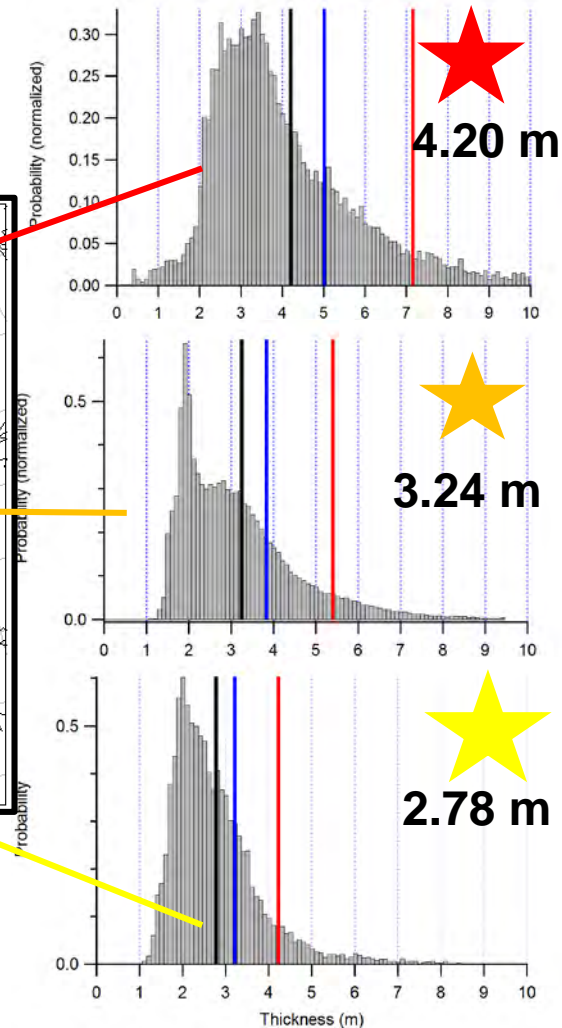 Probability (normalized)
0.30
0.25
0.20
0.15
0.10
0.05
0.00
0 1 2 3 4 5 6 7 8 9 10
4.20 m
Probability (normalized)
0.5
0.0
0 1 2 3 4 5 6 7 8 9 10
3.24 m
Probability
0.5
0.0
0 1 2 3 4 5 6 7 8 9 10
Thickness (m)
2.78 m